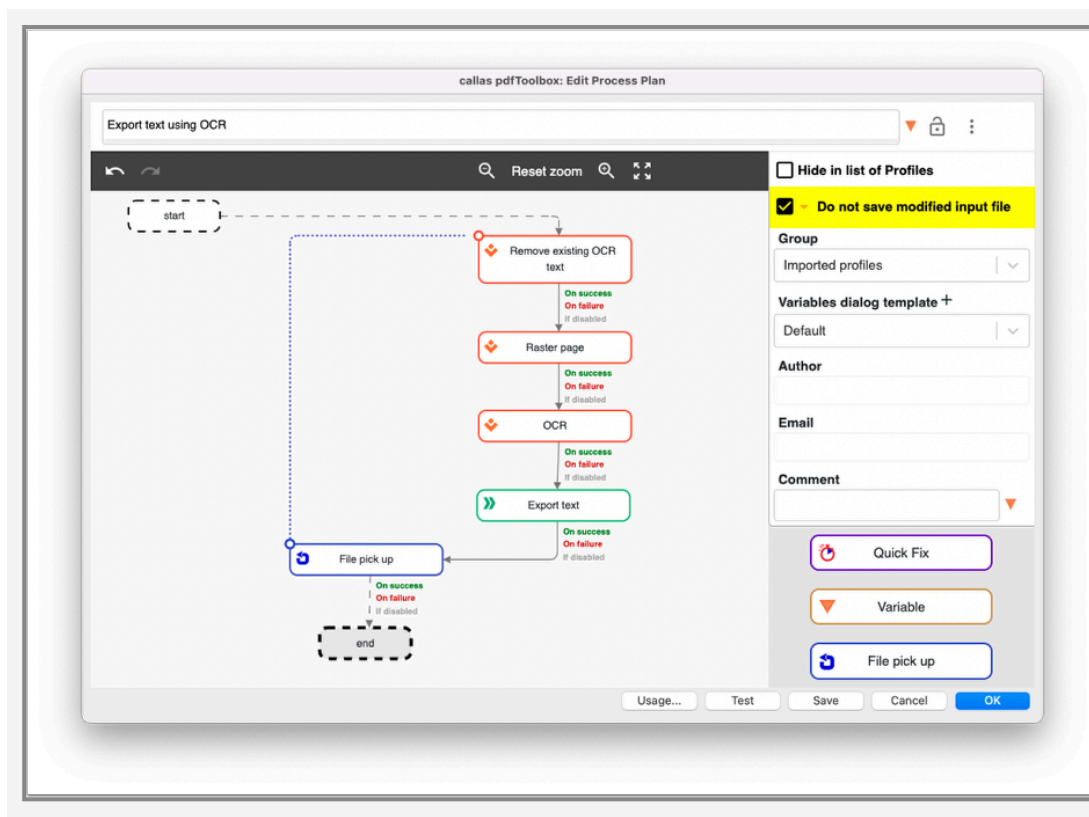 callas pdfToolbox: Edit Process Plan
Export text using OCR
Reset zoom
start
Remove existing OCR
text
On success
On failure
If disabled
Raster page
On success
On failure
If disabled
OCR
On success
On failure
If disabled
Export text
On success
On failure
If disabled
File pick up
On success
On failure
If disabled
end
Hide in list of Profiles
Do not save modified input file
Group
Imported profiles
Variables dialog template +
Default
Author
Email
Comment
Quick Fix
Variable
File pick up
Usage...
Test
Save
Cancel
OK